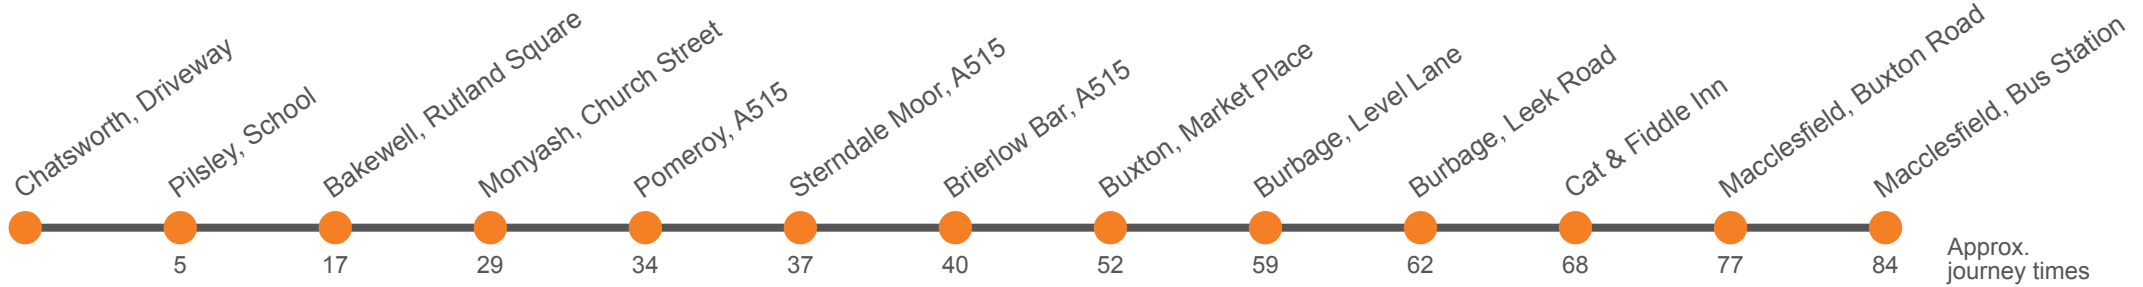 Chatsworth, Driveway
Pilsley, School
Bakewell, Rutland Square
Monyash, Church Street
Pomeroy, A515
Sterndale Moor, A515
Brierlow Bar, A515
Buxton, Market Place
Burbage, Level Lane
Burbage, Leek Road
Cat & Fiddle Inn
Macclesfield, Buxton Road
Macclesfield, Bus Station
5 17 29 34 37 40 52 59 62 68 77 84
Approx.
journey times